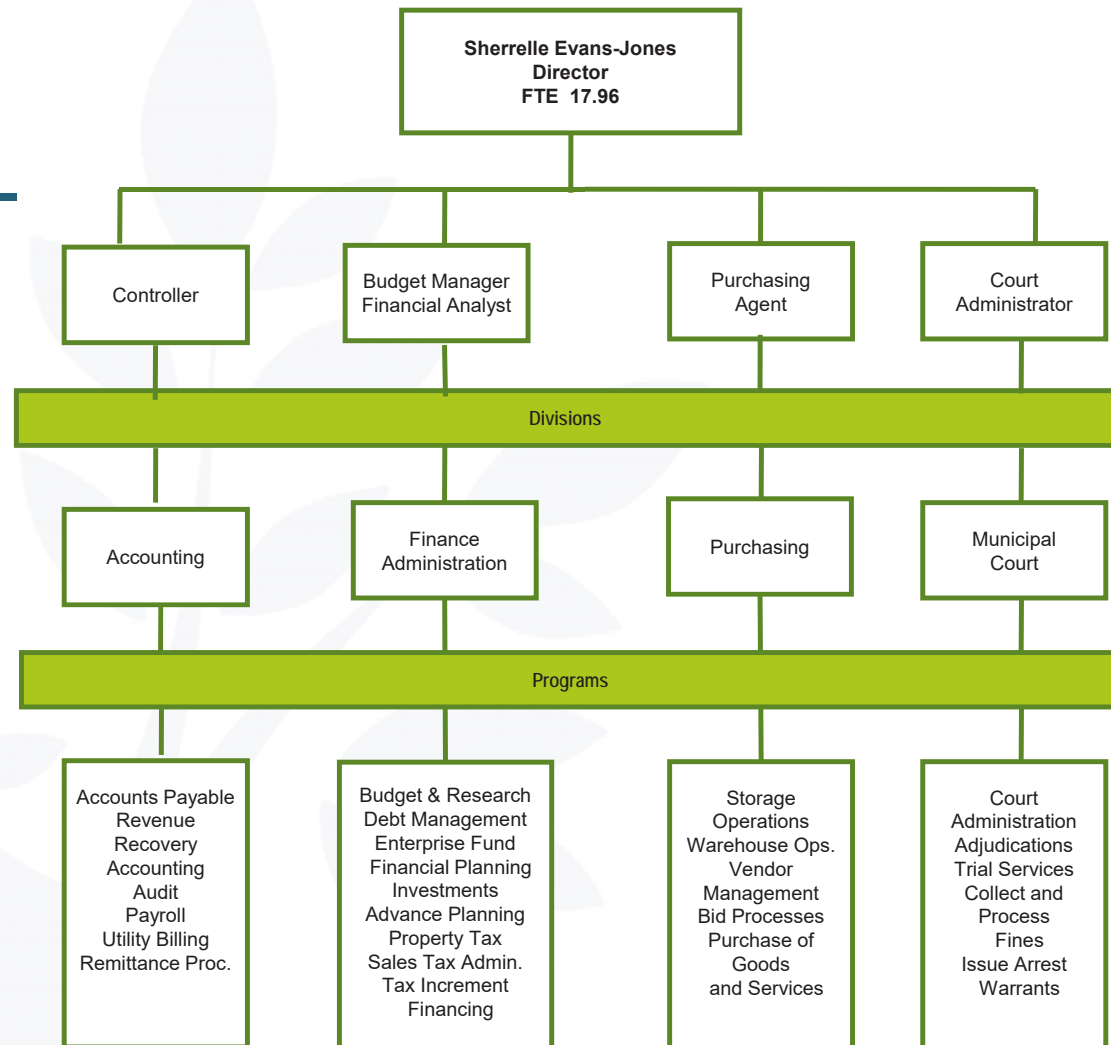 Sherrelle Evans-Jones
Director
FTE 17.96
Controller
Budget Manager
Financial Analyst
Purchasing
Agent
Court
Administrator
Divisions
Accounting
Finance
Administration
Purchasing
Municipal
Court
Programs
Accounts Payable
Revenue
Recovery
Accounting
Audit
Payroll
Utility Billing
Remittance Proc.
Budget & Research
Debt Management
Enterprise Fund
Financial Planning
Investments
Advance Planning
Property Tax
Sales Tax Admin.
Tax Increment
Financing
Storage
Operations
Warehouse Ops.
Vendor
Management
Bid Processes
Purchase of
Goods
and Services
Court
Administration
Adjudications
Trial Services
Collect and
Process
Fines
Issue Arrest
Warrants